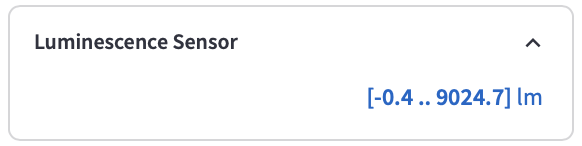 Luminescence Sensor
[-0.4 .. 9024.7] lm